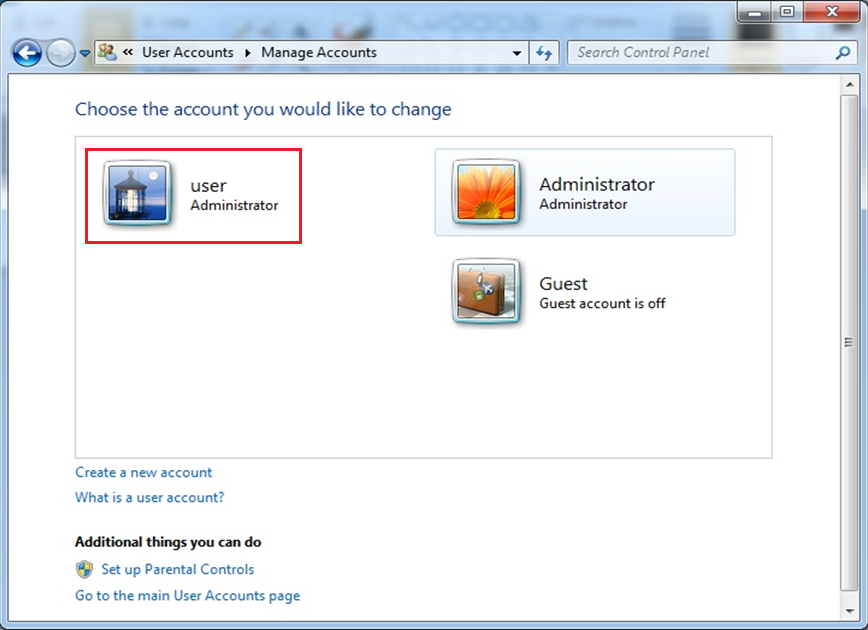 « User Accounts ▸ Manage Accounts
Search Control Panel
Choose the account you would like to change
user
Administrator
Administrator
Administrator
Guest
Guest account is off
Create a new account
What is a user account?
Additional things you can do
Set up Parental Controls
Go to the main User Accounts page